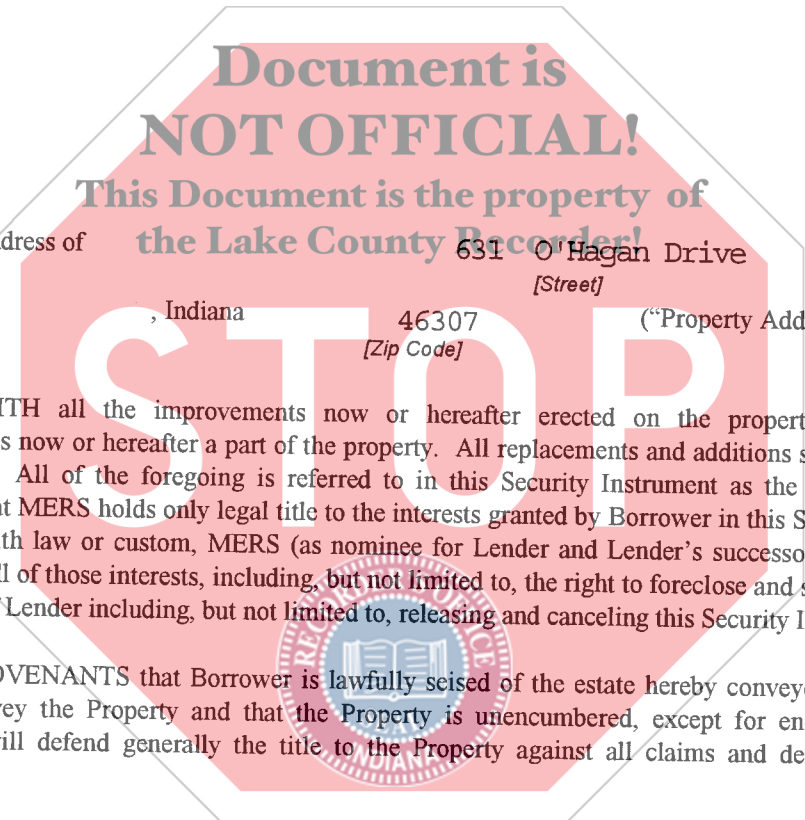 Document is
NOT OFFICIAL!
This Document is the property of
the Lake County Recorder!
dress of 631 O'Hagan Drive
[Street]
, Indiana 46307 ("Property Add
[Zip Code]
STOP
ITH all the improvements now or hereafter erected on the propert
s now or hereafter a part of the property. All replacements and additions s
All of the foregoing is referred to in this Security Instrument as the
at MERS holds only legal title to the interests granted by Borrower in this S
th law or custom, MERS (as nominee for Lender and Lender's successo
ll of those interests, including, but not limited to, the right to foreclose and s
Lender including, but not limited to, releasing and canceling this Security I
OVENANTS that Borrower is lawfully seised of the estate hereby convey
vey the Property and that the Property is unencumbered, except for en
ill defend generally the title to the Property against all claims and de
INDIANA